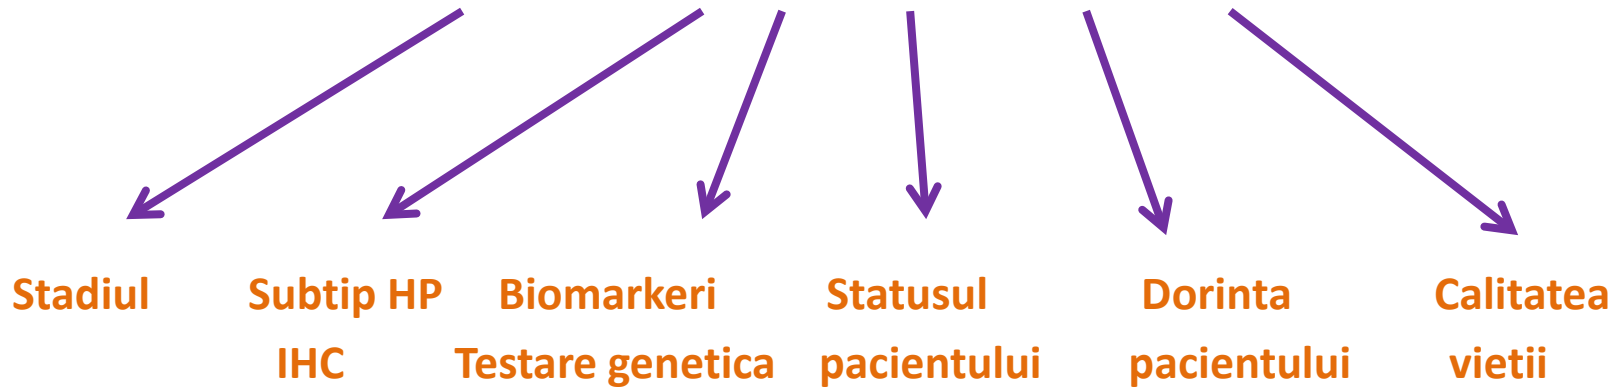 Stadiul
Subtip HP
IHC
Biomarkeri
Testare genetica
Statusul
pacientului
Dorinta
pacientului
Calitatea
vietii